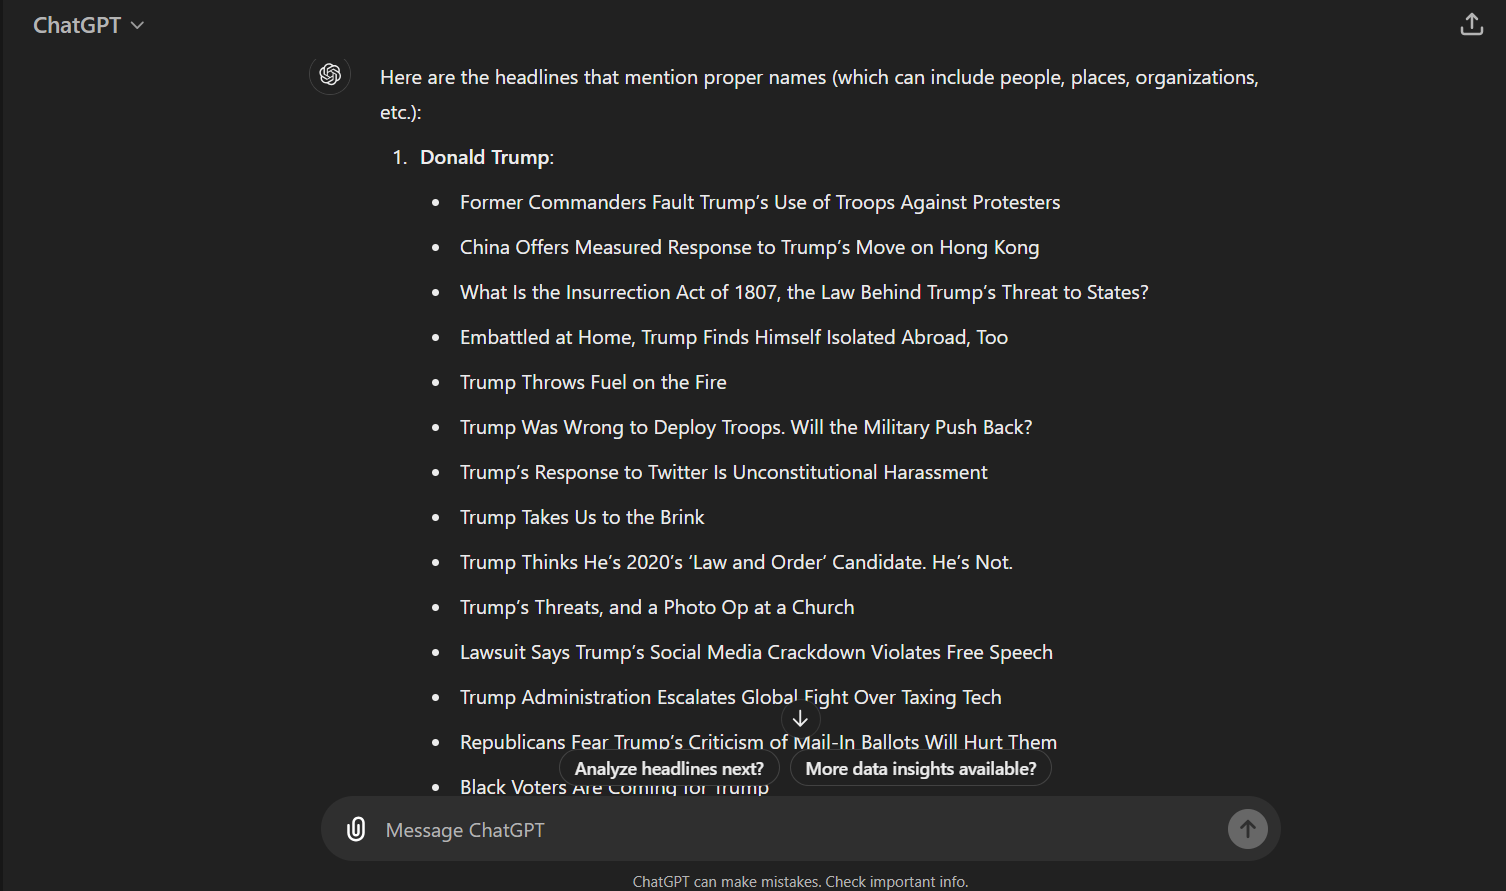 ChatGPT
Here are the headlines that mention proper names (which can include people, places, organizations,
etc.):
1. Donald Trump:
• Former Commanders Fault Trump’s Use of Troops Against Protesters
• China Offers Measured Response to Trump’s Move on Hong Kong
• What Is the Insurrection Act of 1807, the Law Behind Trump’s Threat to States?
• Embattled at Home, Trump Finds Himself Isolated Abroad, Too
• Trump Throws Fuel on the Fire
• Trump Was Wrong to Deploy Troops. Will the Military Push Back?
• Trump’s Response to Twitter Is Unconstitutional Harassment
• Trump Takes Us to the Brink
• Trump Thinks He’s 2020’s ‘Law and Order’ Candidate. He’s Not.
• Trump’s Threats, and a Photo Op at a Church
• Lawsuit Says Trump’s Social Media Crackdown Violates Free Speech
• Trump Administration Escalates Global Fight Over Taxing Tech
• Republicans Fear Trump’s Criticism of Mail-In Ballots Will Hurt Them
Analyze headlines next? More data insights available?
• Black Voters Are Coming for Trump
Message ChatGPT
ChatGPT can make mistakes. Check important info.